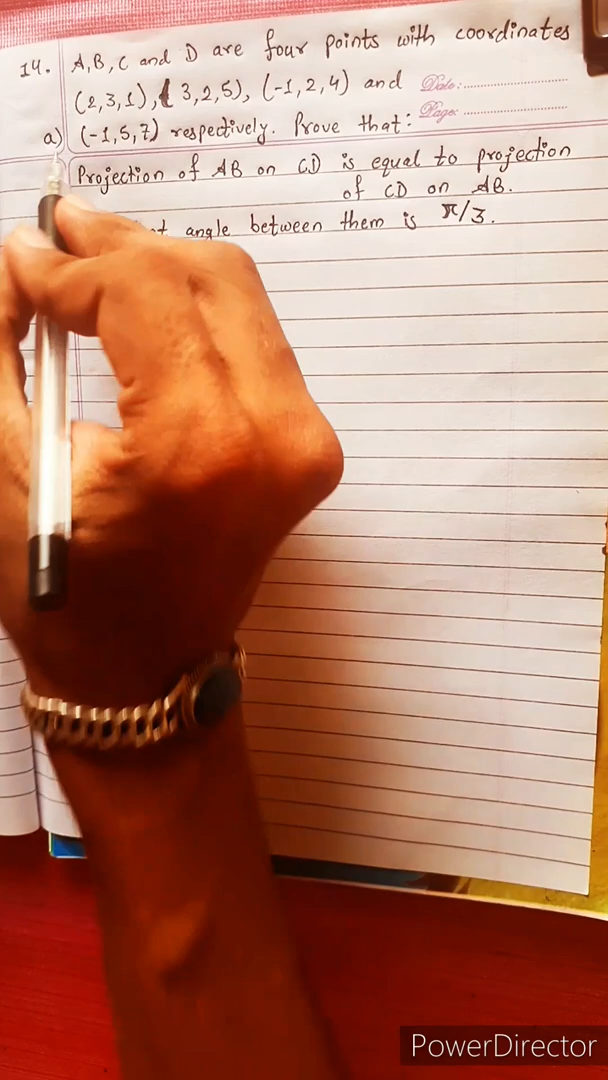 14. A, B, C and D are four points with coordinates
(2,3,1), (3,2,5), (-1,2,4) and Date:
a) (-1,5,7) respectively. Prove that: Page:
Projection of AB on CD is equal to projection
of CD on AB.
angle between them is π/3.
PowerDirector